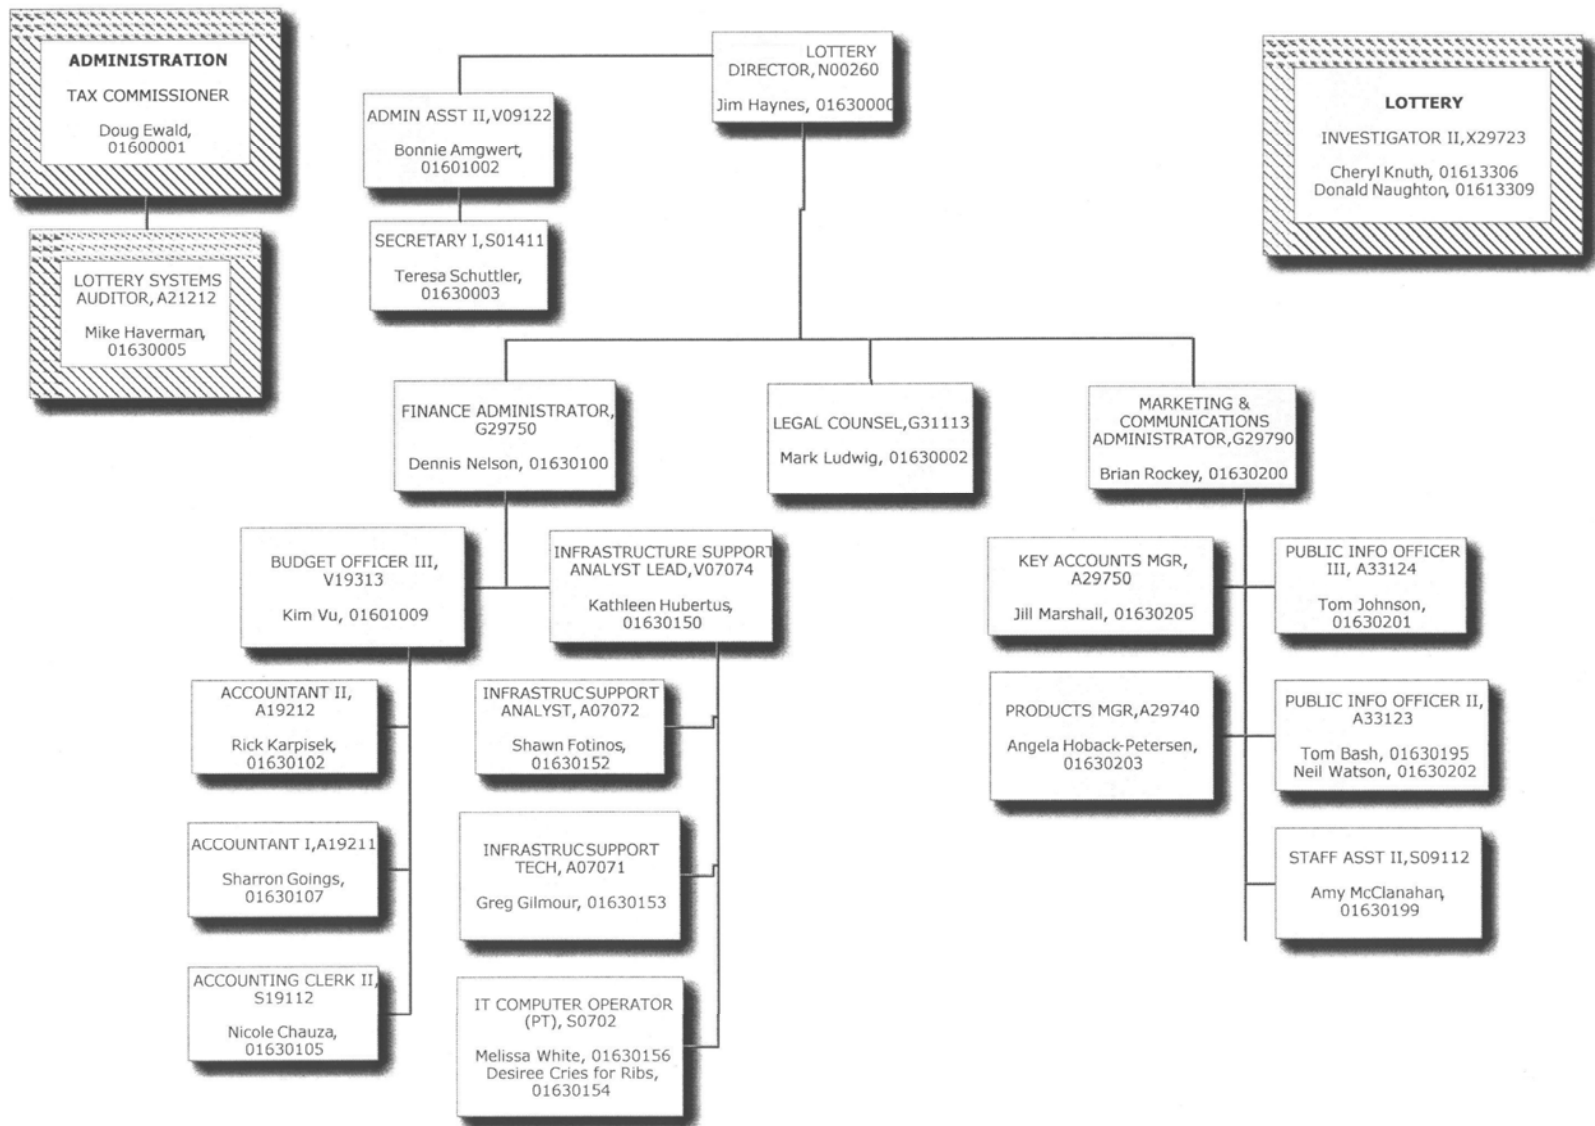 ADMINISTRATION
TAX COMMISSIONER
Doug Ewald,
01600001
LOTTERY SYSTEMS
AUDITOR, A21212
Mike Haverman,
01630005
LOTTERY
DIRECTOR, N00260
Jim Haynes, 01630000
ADMIN ASST II, V09122
Bonnie Amgwert,
01601002
SECRETARY I, S01411
Teresa Schuttler,
01630003
LOTTERY
INVESTIGATOR II, X29723
Cheryl Knuth, 01613306
Donald Naughton, 01613309
FINANCE ADMINISTRATOR,
G29750
Dennis Nelson, 01630100
LEGAL COUNSEL, G31113
Mark Ludwig, 01630002
MARKETING &
COMMUNICATIONS
ADMINISTRATOR, G29790
Brian Rockey, 01630200
BUDGET OFFICER III,
V19313
Kim Vu, 01601009
INFRASTRUCTURE SUPPORT
ANALYST LEAD, V07074
Kathleen Hubertus,
01630150
KEY ACCOUNTS MGR,
A29750
Jill Marshall, 01630205
PUBLIC INFO OFFICER
III, A33124
Tom Johnson,
01630201
ACCOUNTANT II,
A19212
Rick Karpisek,
01630102
INFRASTRUCSUPPORT
ANALYST, A07072
Shawn Fotinos,
01630152
PRODUCTS MGR, A29740
Angela Hoback-Petersen,
01630203
PUBLIC INFO OFFICER II,
A33123
Tom Bash, 01630195
Neil Watson, 01630202
ACCOUNTANT I, A19211
Sharron Goings,
01630107
INFRASTRUCSUPPORT
TECH, A07071
Greg Gilmour, 01630153
STAFF ASST II, S09112
Amy McClanahan,
01630199
ACCOUNTING CLERK II,
S19112
Nicole Chauza,
01630105
IT COMPUTER OPERATOR
(PT), S0702
Melissa White, 01630156
Desiree Cries for Ribs,
01630154